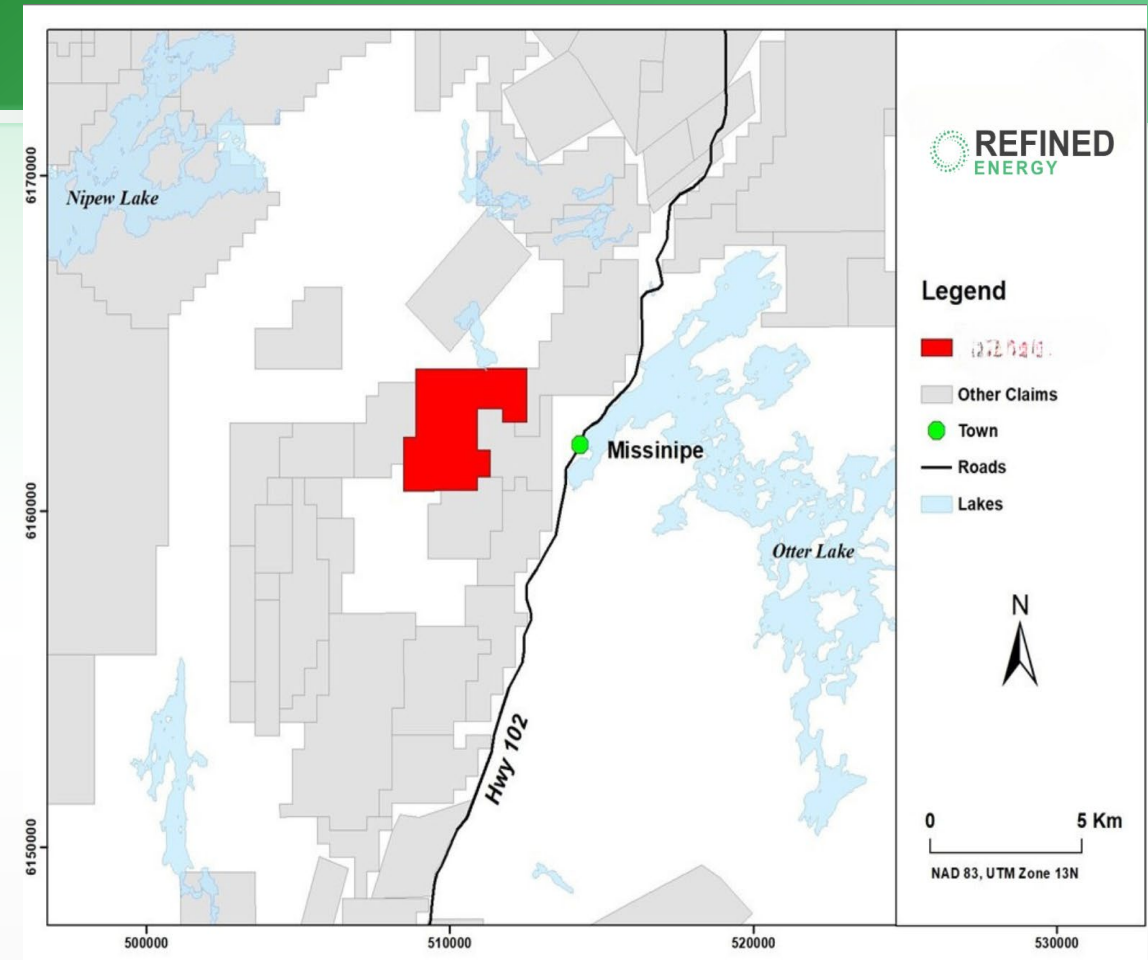 REFINED
ENERGY
Nipew Lake
Missinipe
Otter Lake
Hwy 102
Legend
Other Claims
Town
Roads
Lakes
N
0 5 Km
NAD 83, UTM Zone 13N
6170000
6160000
6150000
500000 510000 520000 530000